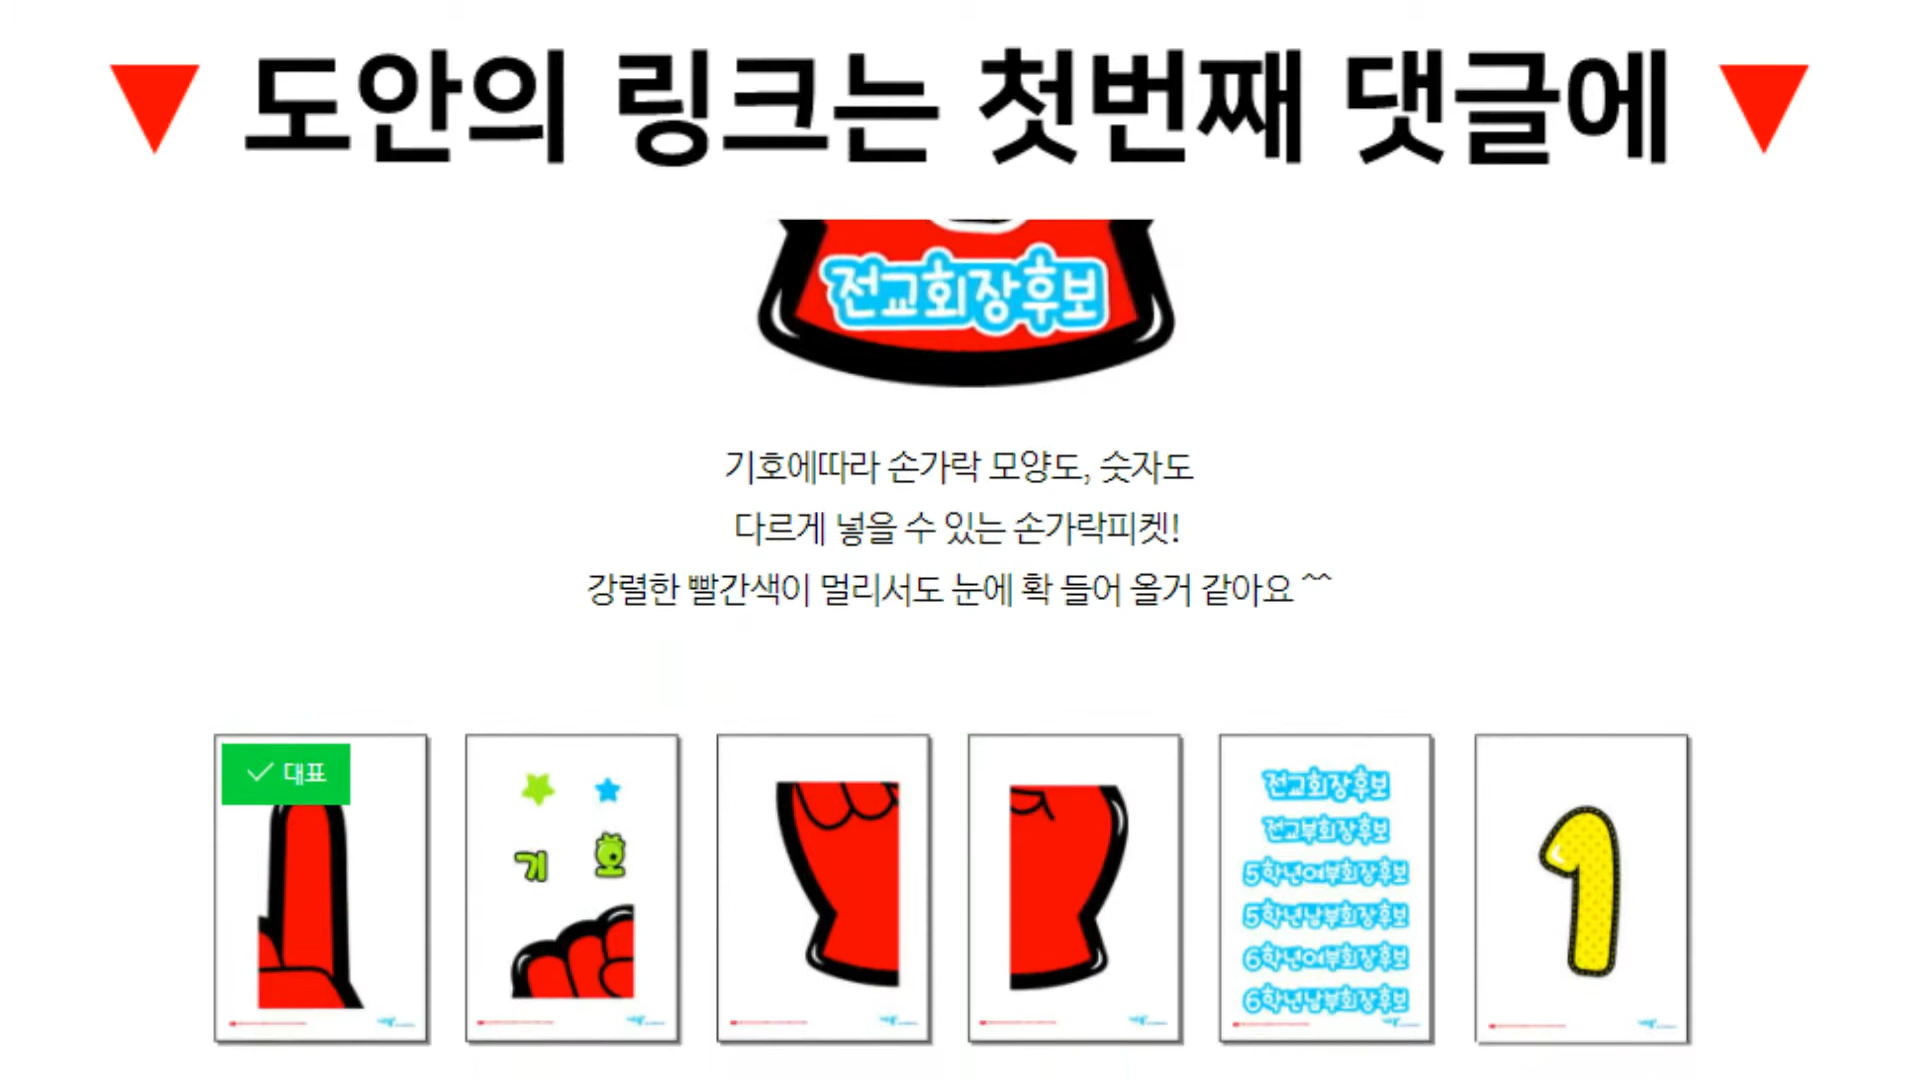 ▼ 도안의 링크는 첫번째 댓글에 ▼
전교회장후보
기호에따라 손가락 모양도, 숫자도
다르게 넣을 수 있는 손가락피켓!
강렬한 빨간색이 멀리서도 눈에 확 들어 올거 같아요 ^^
대표
기호
전교회장후보
전교부회장후보
5학년여부회장후보
5학년남부회장후보
6학년여부회장후보
6학년남부회장후보
1